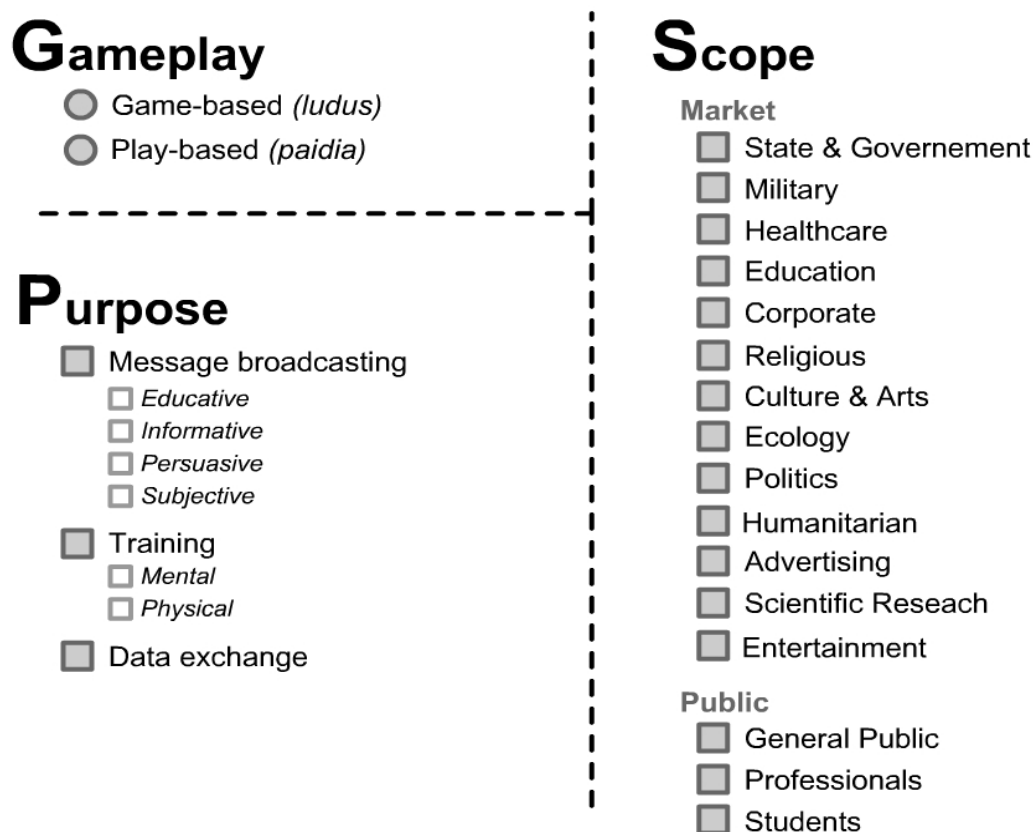 Gameplay
Game-based (ludus)
Play-based (paidia)
Purpose
Message broadcasting
Educative
Informative
Persuasive
Subjective
Training
Mental
Physical
Data exchange
Scope
Market
State & Governement
Military
Healthcare
Education
Corporate
Religious
Culture & Arts
Ecology
Politics
Humanitarian
Advertising
Scientific Reseach
Entertainment
Public
General Public
Professionals
Students